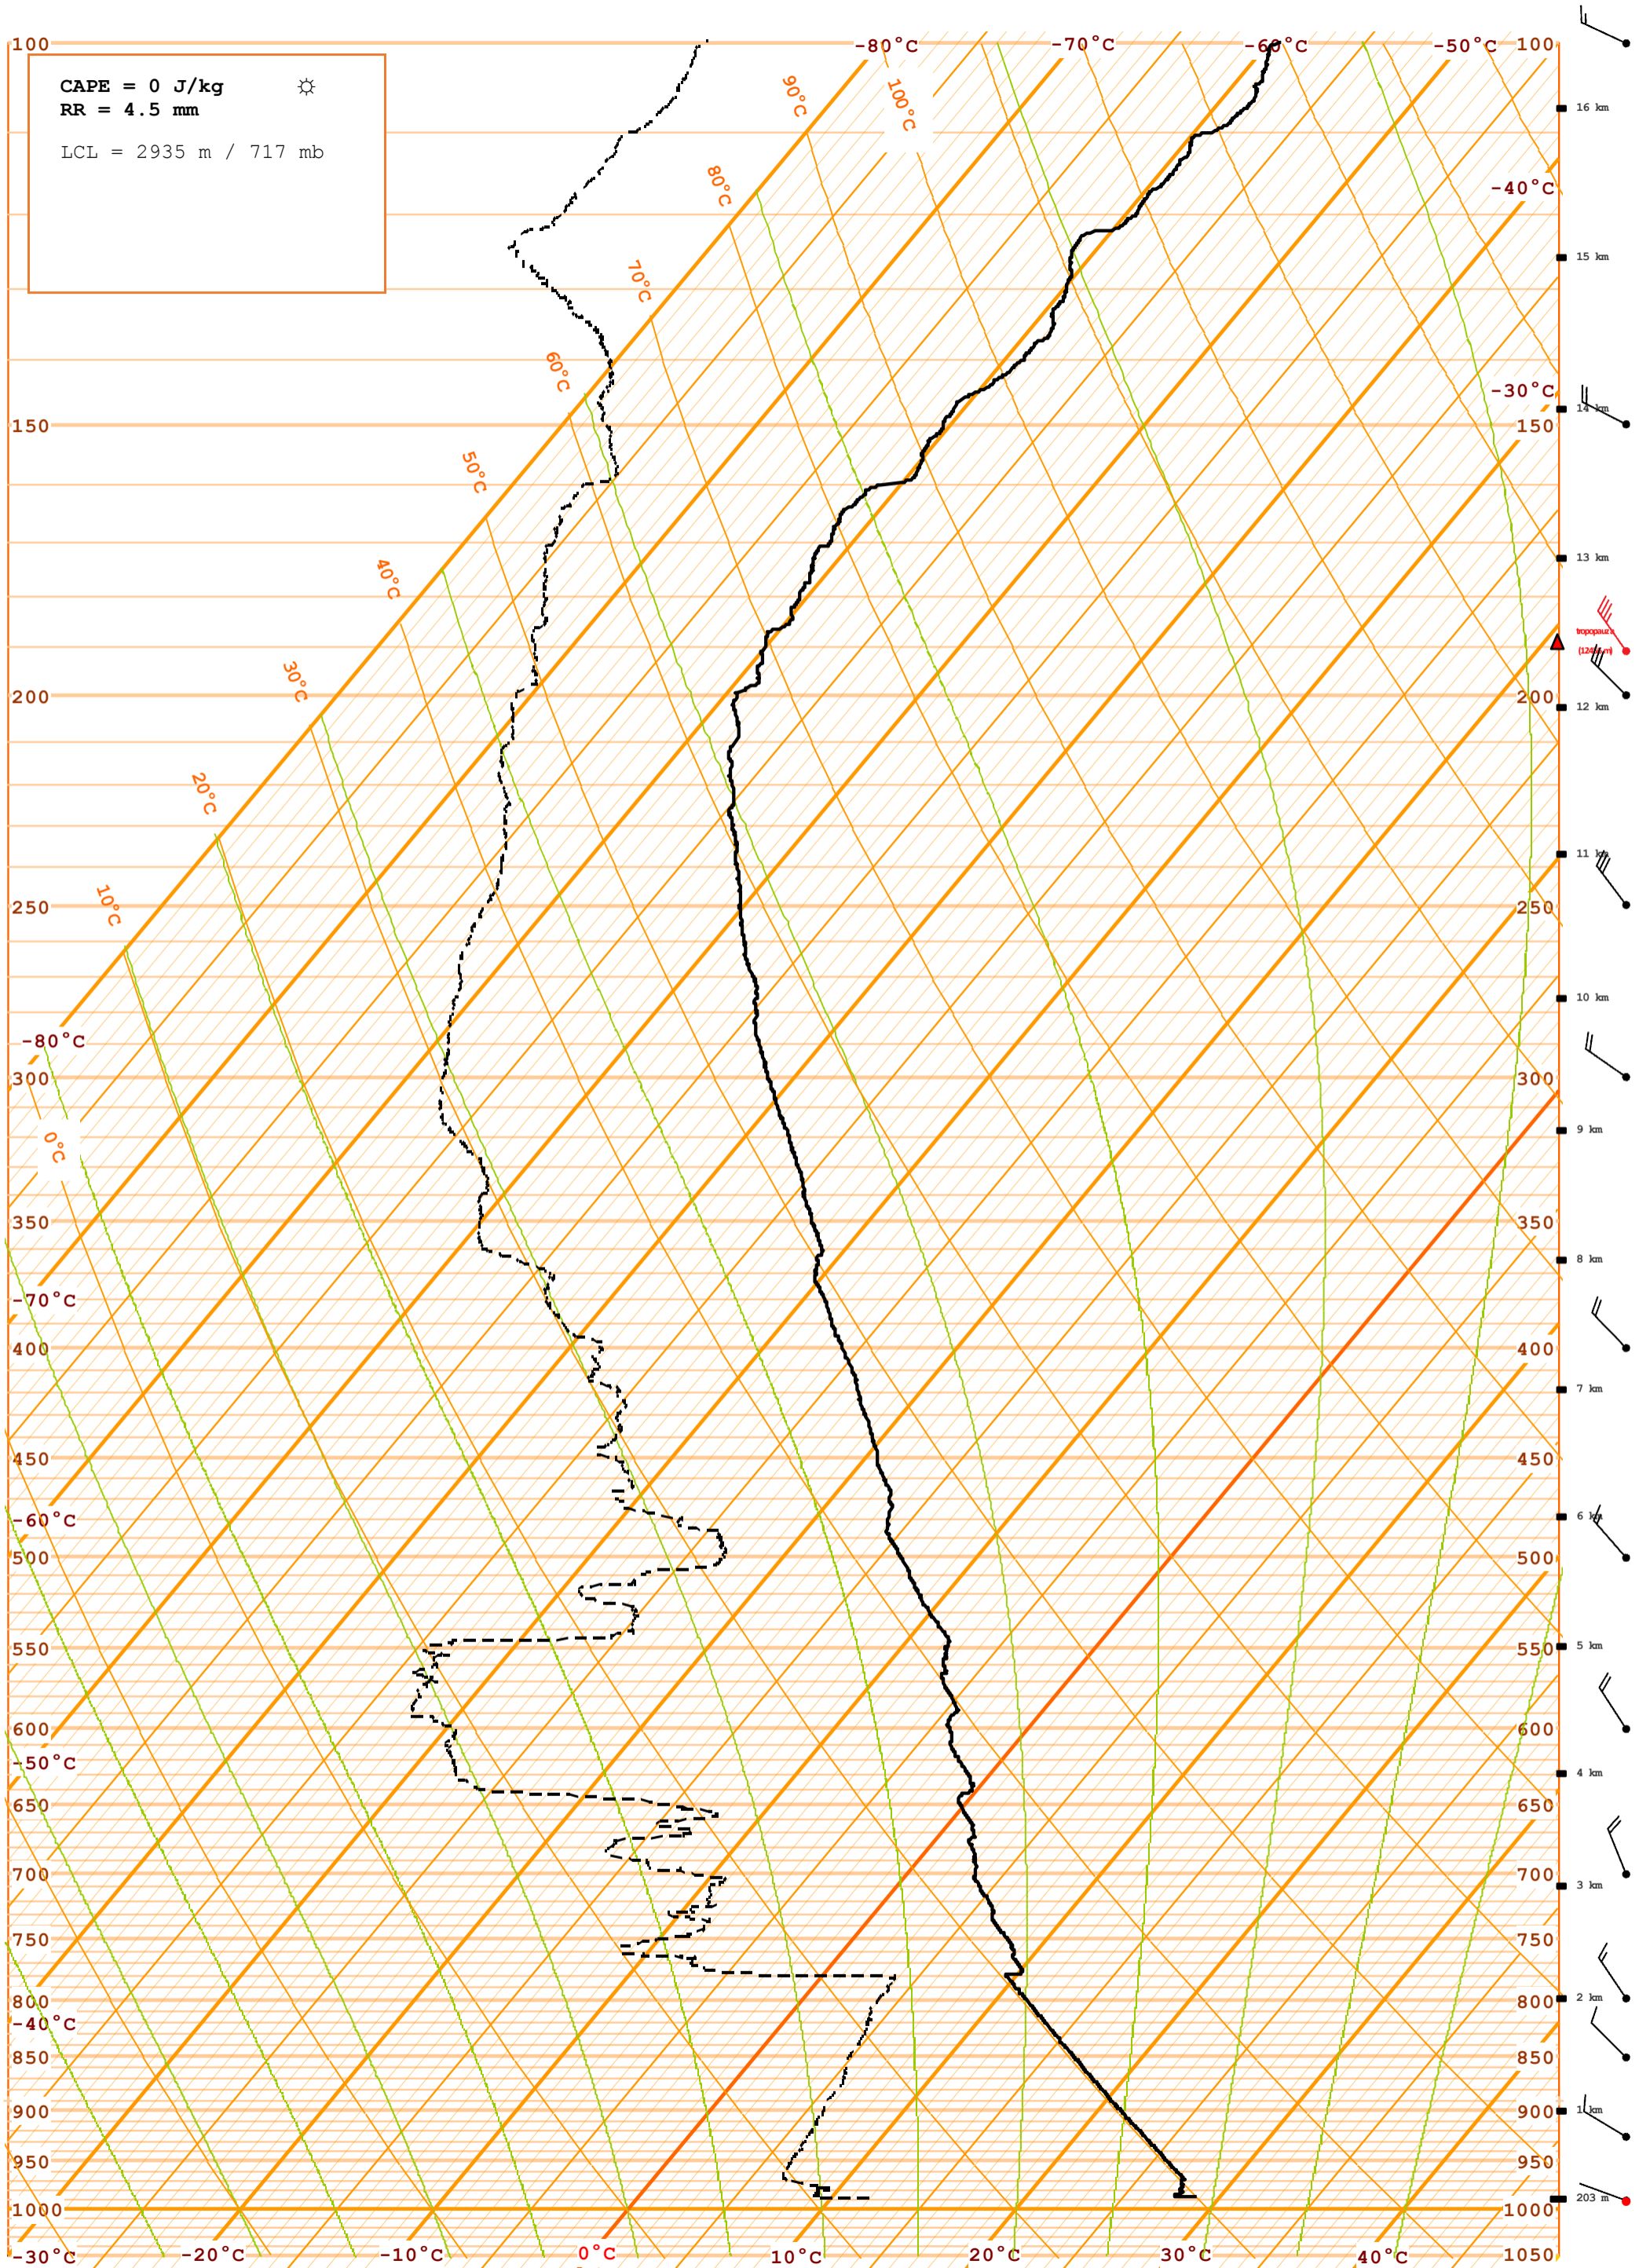 -80°C -70°C -60°C -50°C
100 100
CAPE = 0 J/kg
RR = 4.5 mm
LCL = 2935 m / 717 mb
90°C 100°C
16 km
80°C
-40°C
70°C
15 km
60°C
-30°C
14 km
150 150
50°C
13 km
40°C
tropopauza
30°C
200 200
12 km
20°C
11 km
10°C
250 250
10 km
-80°C
300 300
0°C
9 km
350 350
8 km
-70°C
400 400
7 km
450 450
-60°C
6 km
500 500
550 550
5 km
600 600
-50°C
4 km
650 650
700 700
3 km
750 750
800 800
2 km
-40°C
850 850
900 900
1 km
950 950
203 m
1000 1000
-30°C -20°C -10°C 0°C 10°C 20°C 30°C 40°C 1050